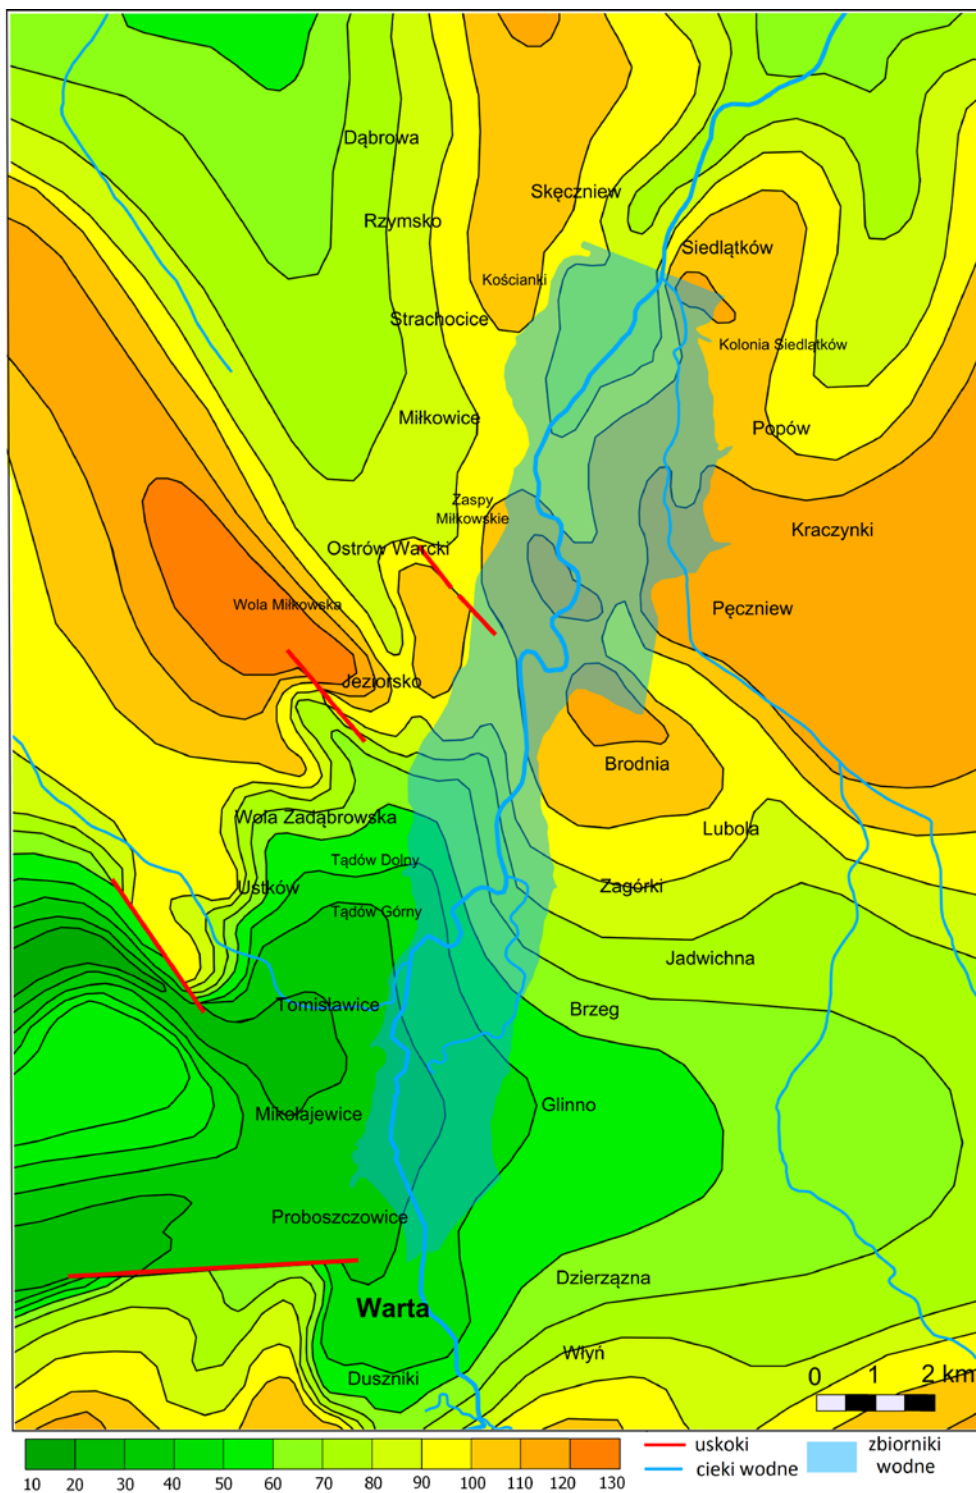 Dąbrowa
Skęczniew
Rzymsko
Siedlątków
Kościanki
Strachocice
Kolonia Siedlątków
Miłkowice
Popów
Zaspy
Miłkowskie
Kraczynki
Ostrów Warcki
Wola Miłkowska
Pęczniew
Jeziorsko
Brodnia
Wola Zadąbrowska
Lubola
Tądów Dolny
Ustków
Zagórki
Tądów Górny
Jadwichna
Tomisławice
Brzeg
Mikołajewice
Glinno
Proboszczowice
Dzierzązna
Warta
Włyń
Duszniki
0 1 2 km
10 20 30 40 50 60 70 80 90 100 110 120 130
uskoki
cieki wodne
zbiorniki
wodne